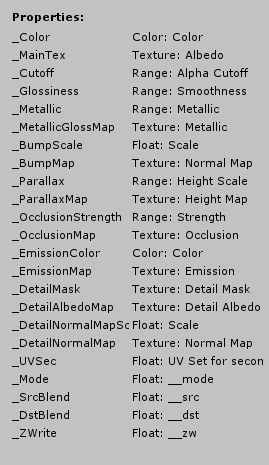 Properties:
_Color Color: Color
_MainTex Texture: Albedo
_Cutoff Range: Alpha Cutoff
_Glossiness Range: Smoothness
_Metallic Range: Metallic
_MetallicGlossMap Texture: Metallic
_BumpScale Float: Scale
_BumpMap Texture: Normal Map
_Parallax Range: Height Scale
_ParallaxMap Texture: Height Map
_OcclusionStrength Range: Strength
_OcclusionMap Texture: Occlusion
_EmissionColor Color: Color
_EmissionMap Texture: Emission
_DetailMask Texture: Detail Mask
_DetailAlbedoMap Texture: Detail Albedo
_DetailNormalMapSc Float: Scale
_DetailNormalMap Texture: Normal Map
_UVSec Float: UV Set for secon
_Mode Float: __mode
_SrcBlend Float: __src
_DstBlend Float: __dst
_ZWrite Float: __zw